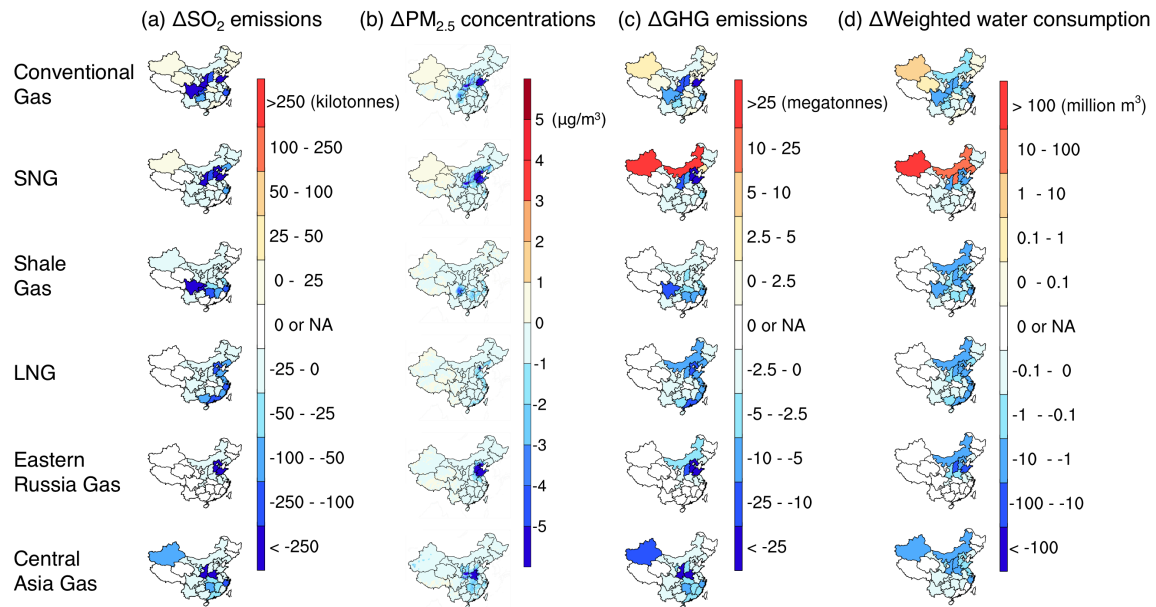 (a) ΔSO₂ emissions
(b) ΔPM₂.₅ concentrations
(c) ΔGHG emissions
(d) ΔWeighted water consumption
Conventional
Gas
SNG
Shale
Gas
LNG
Eastern
Russia Gas
Central
Asia Gas
>250 (kilotonnes)
100 - 250
50 - 100
25 - 50
0 - 25
0 or NA
-25 - 0
-50 - -25
-100 - -50
-250 - -100
< -250
5 (µg/m³)
4
3
2
1
0
-1
-2
-3
-4
-5
>25 (megatonnes)
10 - 25
5 - 10
2.5 - 5
0 - 2.5
0 or NA
-2.5 - 0
-5 - -2.5
-10 - -5
-25 - -10
< -25
> 100 (million m³)
10 - 100
1 - 10
0.1 - 1
0 - 0.1
0 or NA
-0.1 - 0
-1 - -0.1
-10 - -1
-100 - -10
< -100